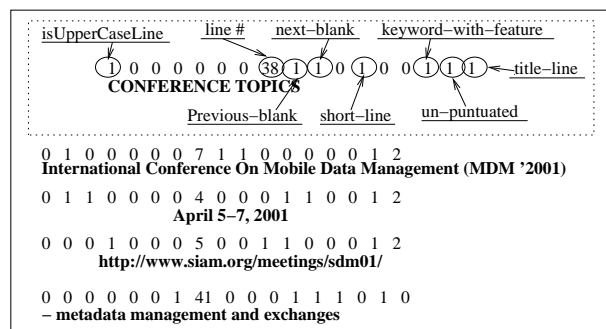 isUpperCaseLine line # next-blank keyword-with-feature
1 0 0 0 0 0 0 38 1 1 0 1 0 0 1 1 1 title-line
CONFERENCE TOPICS
Previous-blank short-line un-puntuated
0 1 0 0 0 0 0 7 1 1 0 0 0 0 0 1 2
International Conference On Mobile Data Management (MDM '2001)
0 1 1 0 0 0 0 4 0 0 0 1 1 0 0 1 2
April 5-7, 2001
0 0 0 1 0 0 0 5 0 0 1 1 0 0 0 1 2
http://www.siam.org/meetings/sdm01/
0 0 0 0 0 0 1 41 0 0 0 1 1 1 0 1 0
- metadata management and exchanges